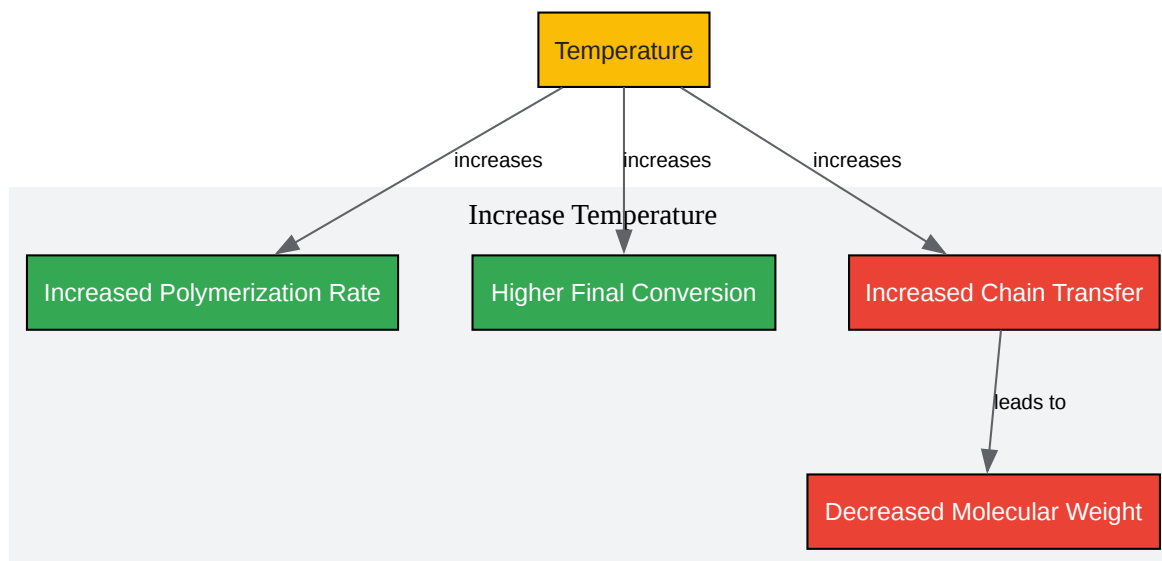 Temperature
increases
increases
increases
Increase Temperature
Increased Polymerization Rate
Higher Final Conversion
Increased Chain Transfer
leads to
Decreased Molecular Weight